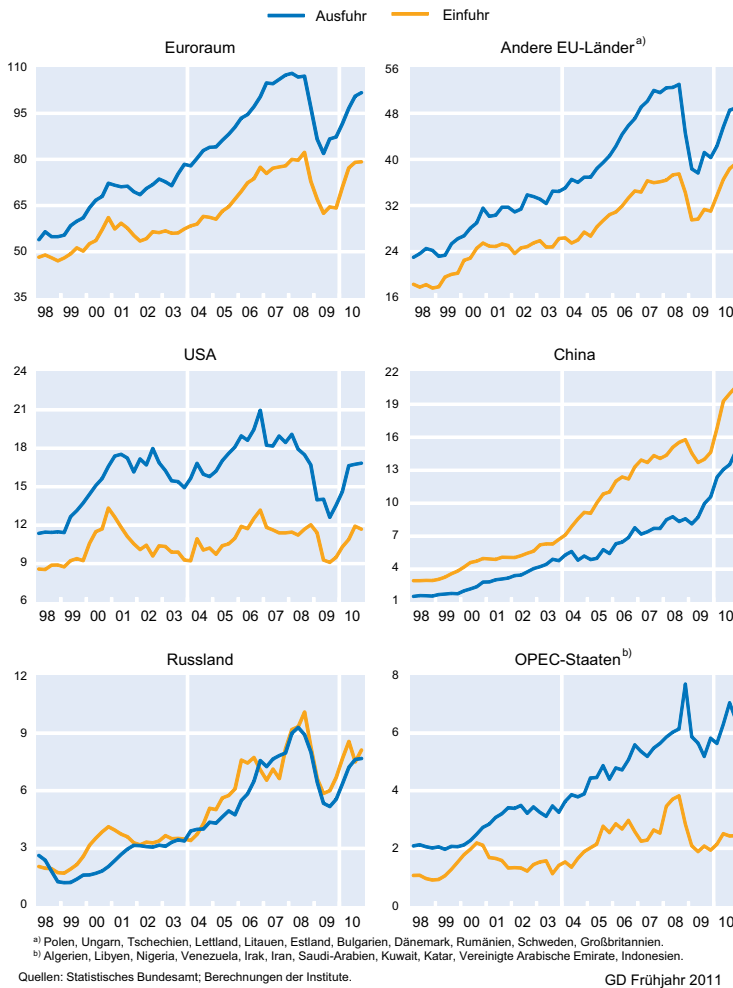 Ausfuhr Einfuhr
Euroraum
110
95
80
65
50
35
98 99 00 01 02 03 04 05 06 07 08 09 10
Andere EU-Länder a)
56
48
40
32
24
16
98 99 00 01 02 03 04 05 06 07 08 09 10
USA
24
21
18
15
12
9
6
98 99 00 01 02 03 04 05 06 07 08 09 10
China
22
19
16
13
10
7
4
1
98 99 00 01 02 03 04 05 06 07 08 09 10
Russland
12
9
6
3
0
98 99 00 01 02 03 04 05 06 07 08 09 10
OPEC-Staaten b)
8
6
4
2
0
98 99 00 01 02 03 04 05 06 07 08 09 10
a) Polen, Ungarn, Tschechien, Lettland, Litauen, Estland, Bulgarien, Dänemark, Rumänien, Schweden, Großbritannien.
b) Algerien, Libyen, Nigeria, Venezuela, Irak, Iran, Saudi-Arabien, Kuwait, Katar, Vereinigte Arabische Emirate, Indonesien.
Quellen: Statistisches Bundesamt; Berechnungen der Institute.
GD Frühjahr 2011